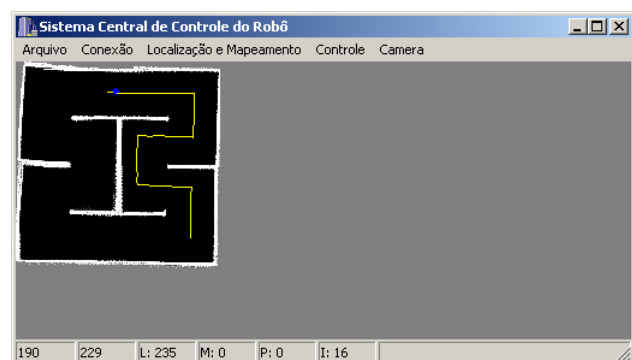 Sistema Central de Controle do Robô
Arquivo Conexão Localização e Mapeamento Controle Camera
190 229 L: 235 M: 0 P: 0 I: 16